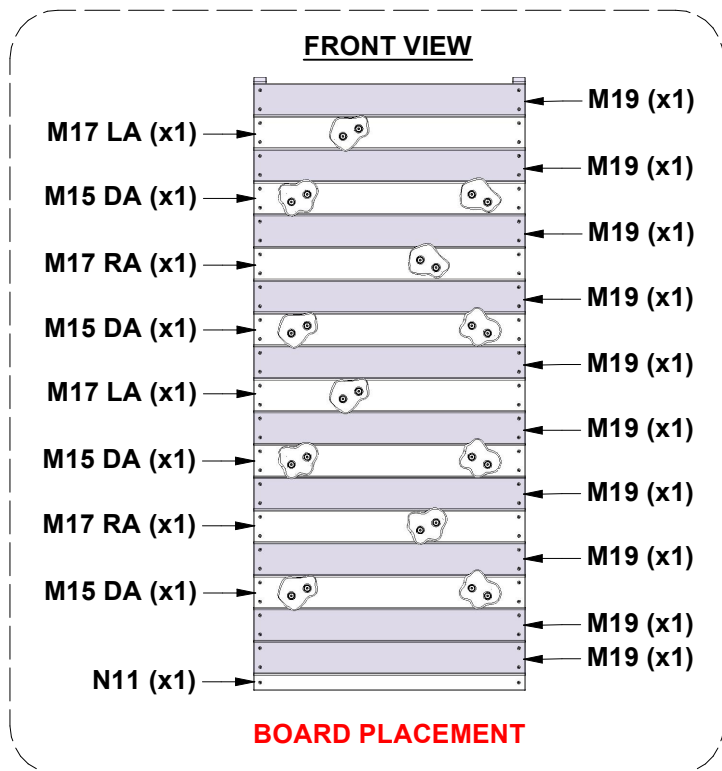 FRONT VIEW
M19 (x1)
M17 LA (x1)
M19 (x1)
M15 DA (x1)
M19 (x1)
M17 RA (x1)
M19 (x1)
M15 DA (x1)
M19 (x1)
M17 LA (x1)
M19 (x1)
M15 DA (x1)
M19 (x1)
M17 RA (x1)
M19 (x1)
M15 DA (x1)
M19 (x1)
M19 (x1)
N11 (x1)
BOARD PLACEMENT